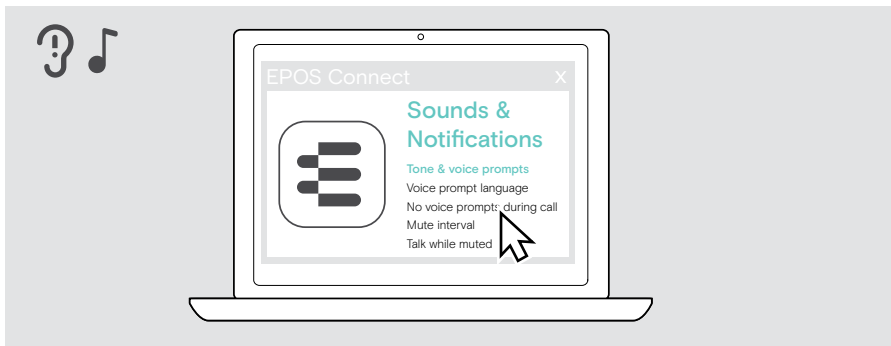 EPOS Connect X
Sounds &
Notifications
Tone & voice prompts
Voice prompt language
No voice prompts during call
Mute interval
Talk while muted